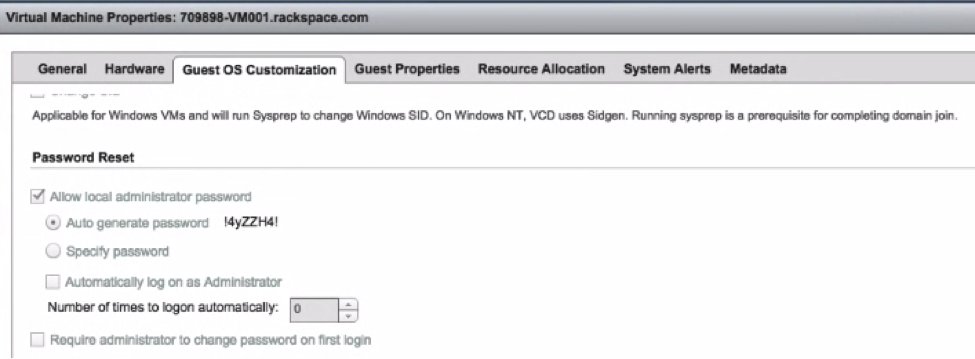 Virtual Machine Properties: 709898-VM001.rackspace.com
General Hardware Guest OS Customization Guest Properties Resource Allocation System Alerts Metadata
Applicable for Windows VMs and will run Sysprep to change Windows SID. On Windows NT, VCD uses Sidgen. Running sysprep is a prerequisite for completing domain join.
Password Reset
Allow local administrator password
Auto generate password !4yZZH4!
Specify password
Automatically log on as Administrator
Number of times to logon automatically: 0
Require administrator to change password on first login